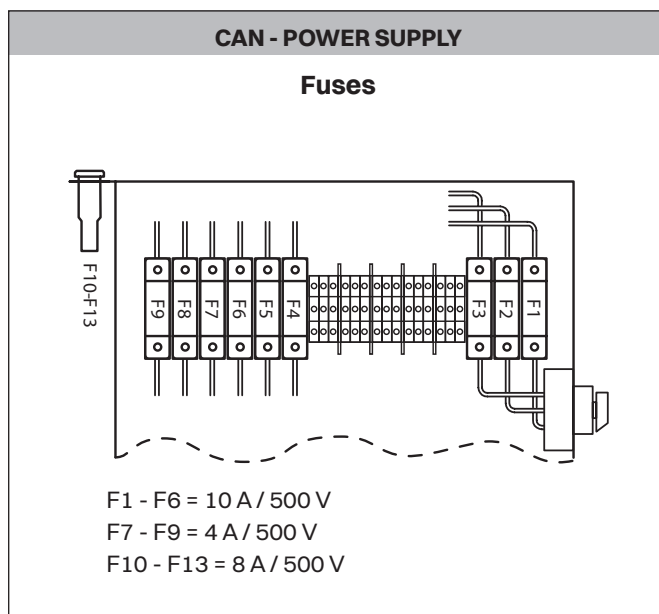 CAN - POWER SUPPLY
Fuses
F10-F13
F9
F8
F7
F6
F5
F4
F3
F2
F1
F1 - F6 = 10 A / 500 V
F7 - F9 = 4 A / 500 V
F10 - F13 = 8 A / 500 V